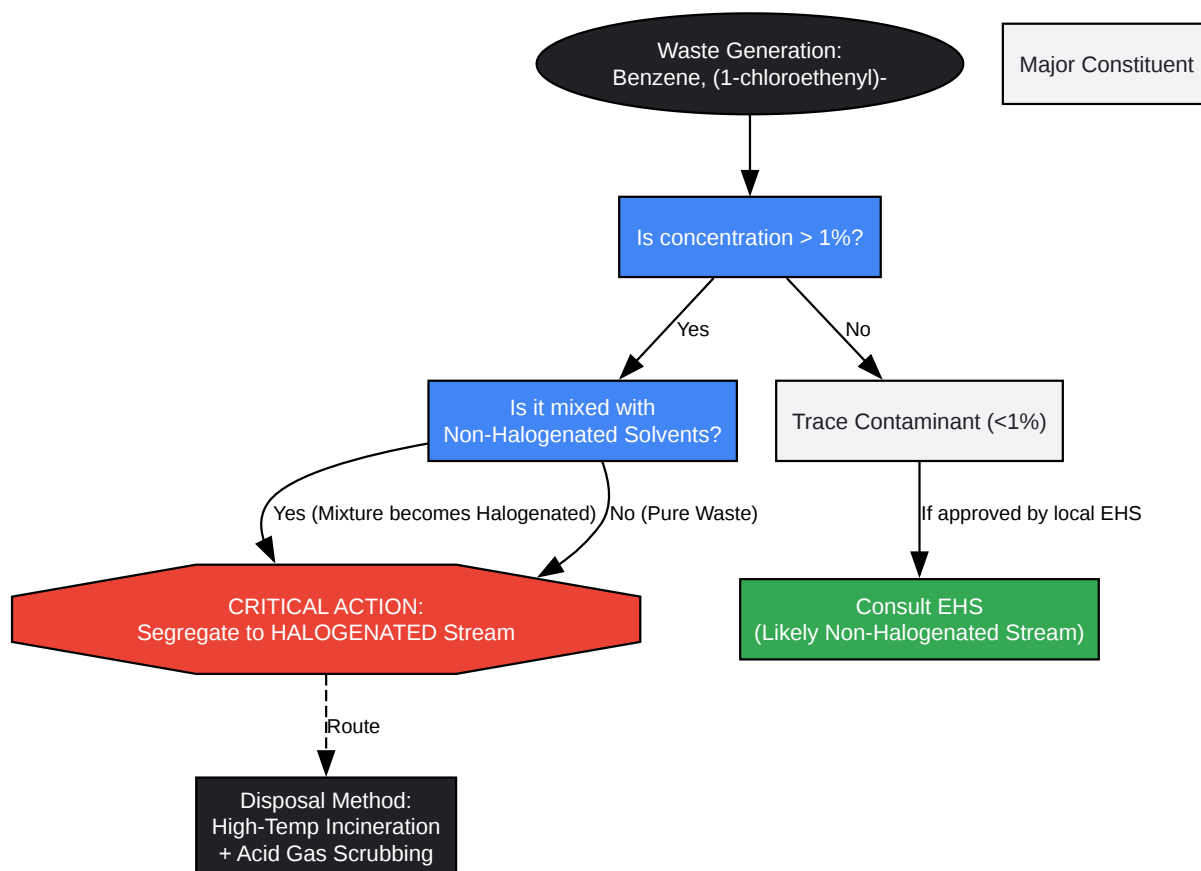 Waste Generation:
Benzene, (1-chloroethenyl)-
Major Constituent
Is concentration > 1%?
Yes
No
Is it mixed with
Non-Halogenated Solvents?
Trace Contaminant (<1%)
Yes (Mixture becomes Halogenated)
No (Pure Waste)
If approved by local EHS
CRITICAL ACTION:
Segregate to HALOGENATED Stream
Consult EHS
(Likely Non-Halogenated Stream)
Route
Disposal Method:
High-Temp Incineration
+ Acid Gas Scrubbing